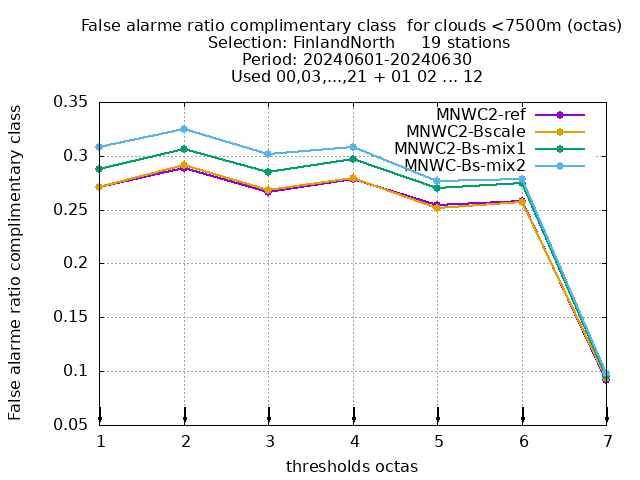 False alarme ratio complimentary class  for clouds <7500m (octas)
Selection: FinlandNorth     19 stations
Period: 20240601-20240630
Used 00,03,...,21 + 01 02 ... 12
False alarme ratio complimentary class
0.35
0.3
0.25
0.2
0.15
0.1
0.05
MNWC2-ref
MNWC2-Bscale
MNWC2-Bs-mix1
MNWC-Bs-mix2
1 2 3 4 5 6 7
thresholds octas